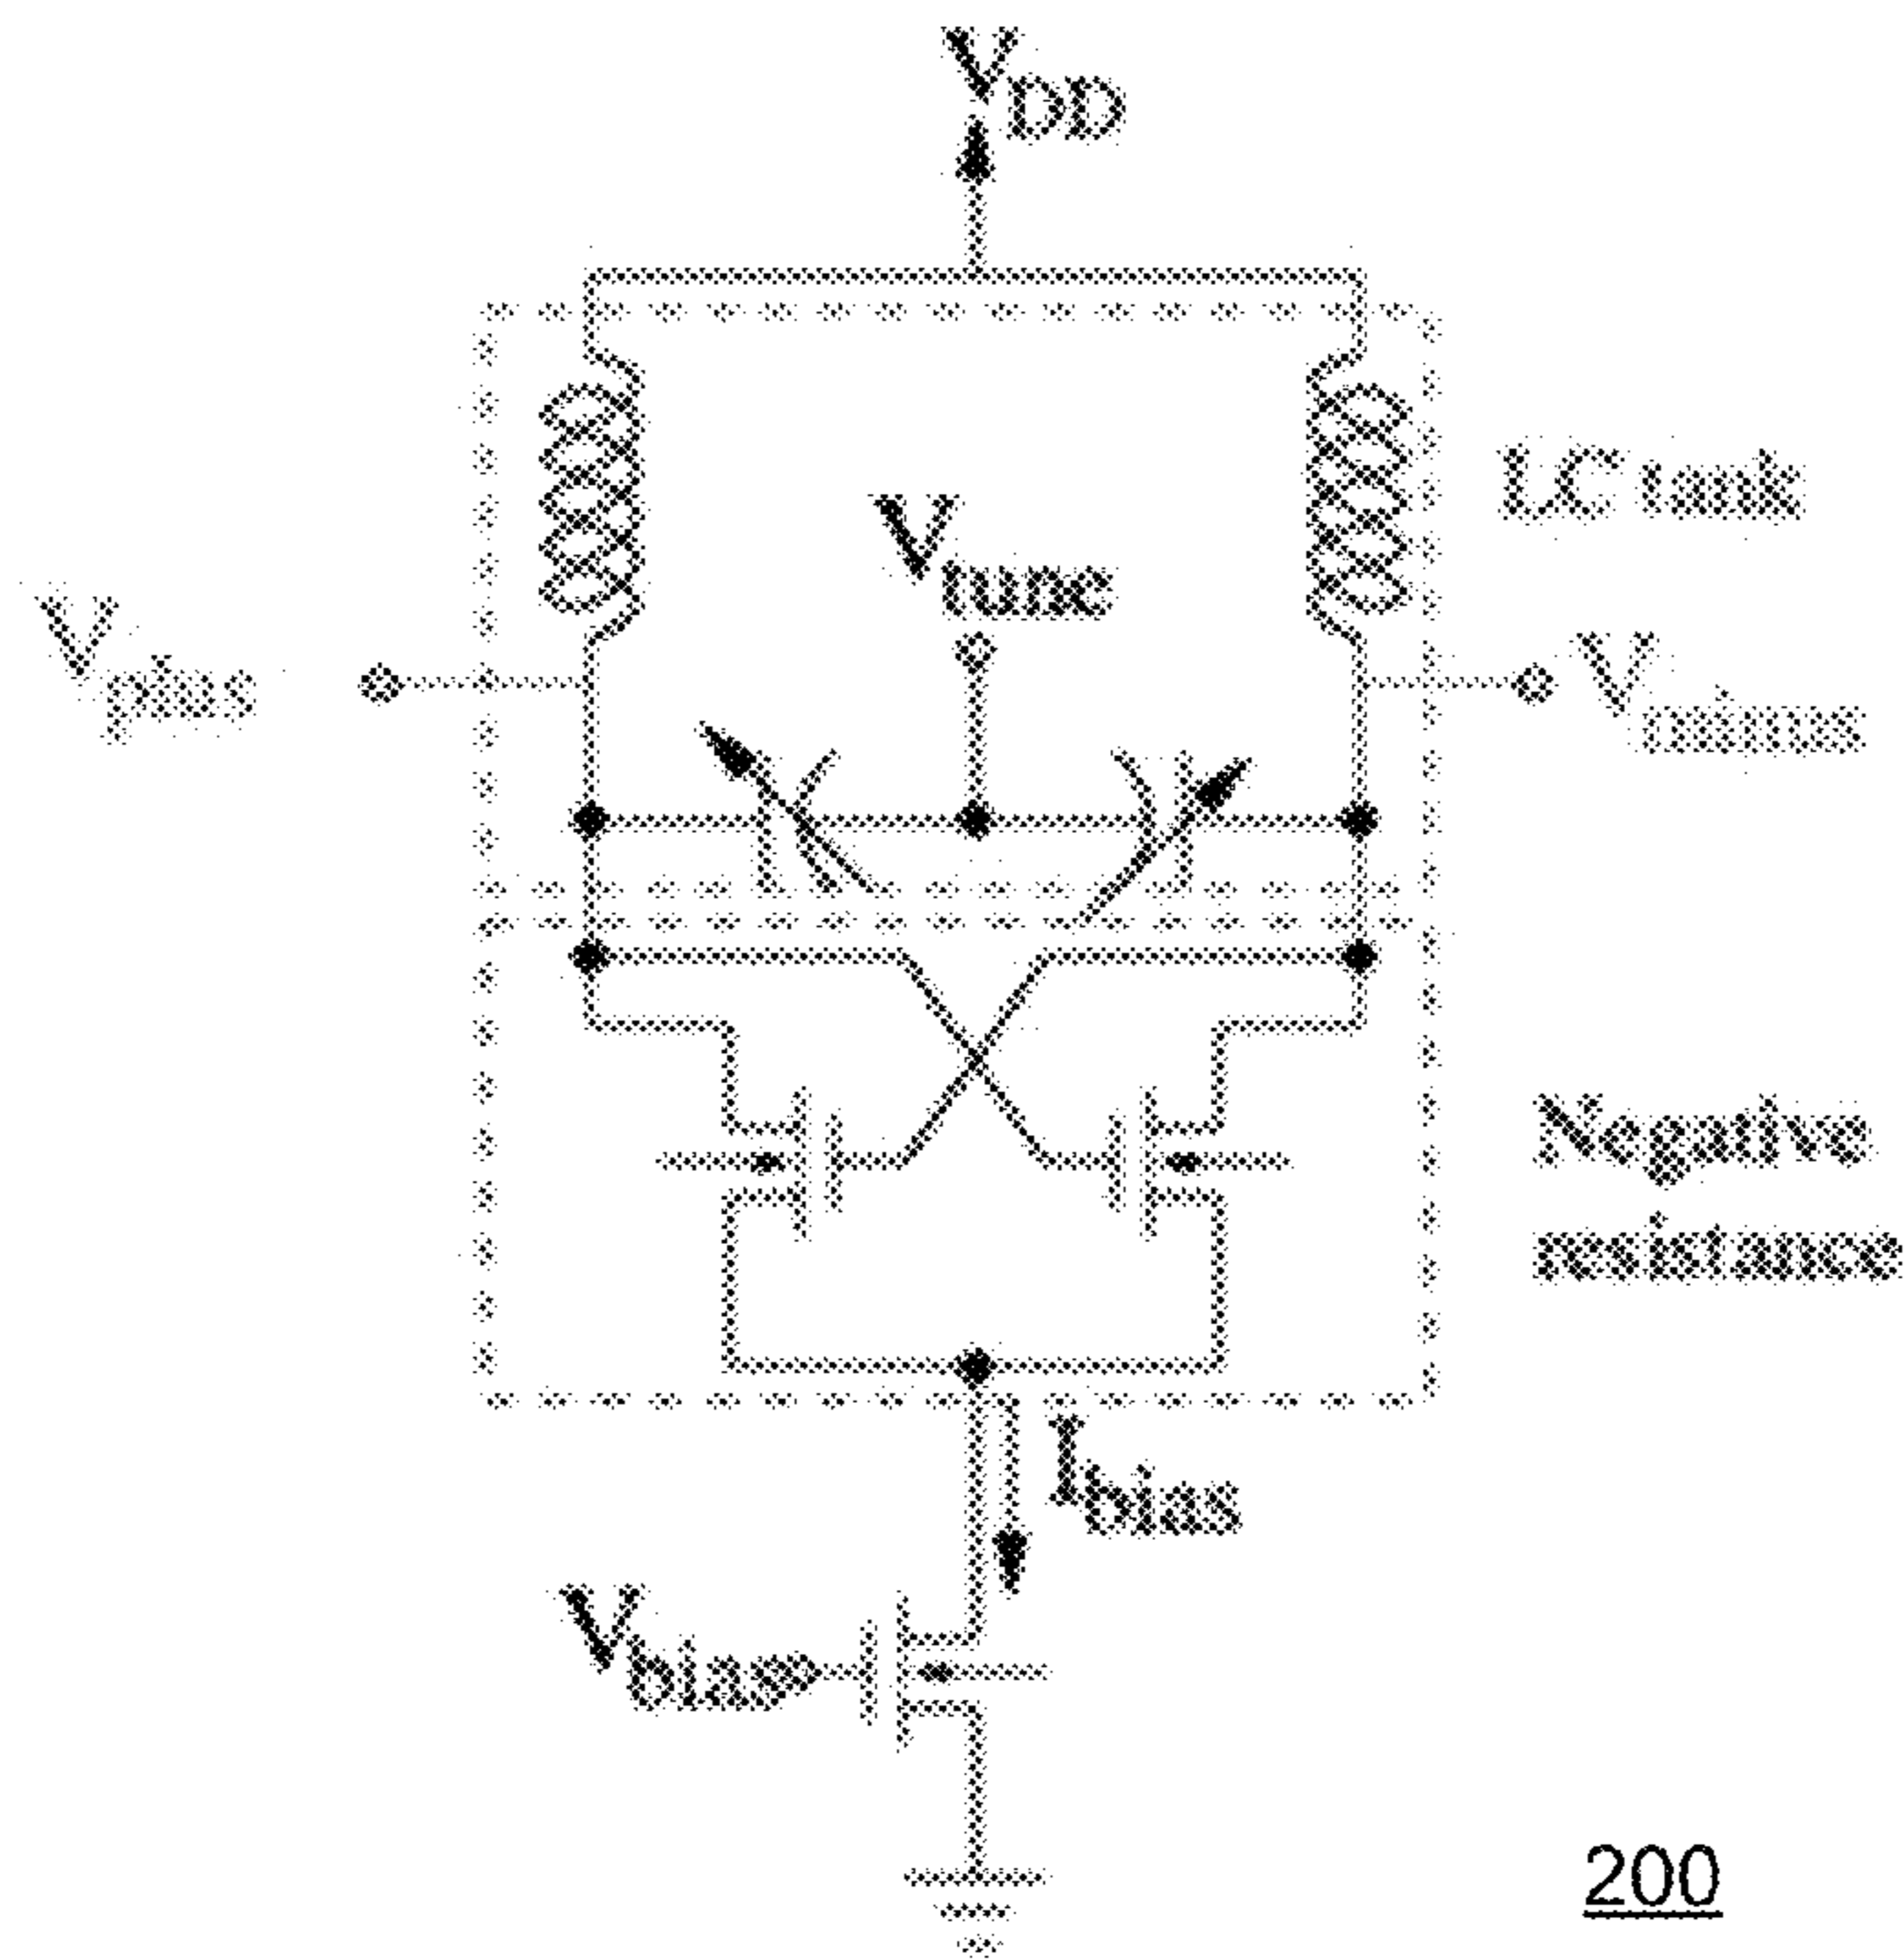 VDD
LC tank
Vtune
Vplus
Vminus
Negative
resistance
Ibias
Vbias
200